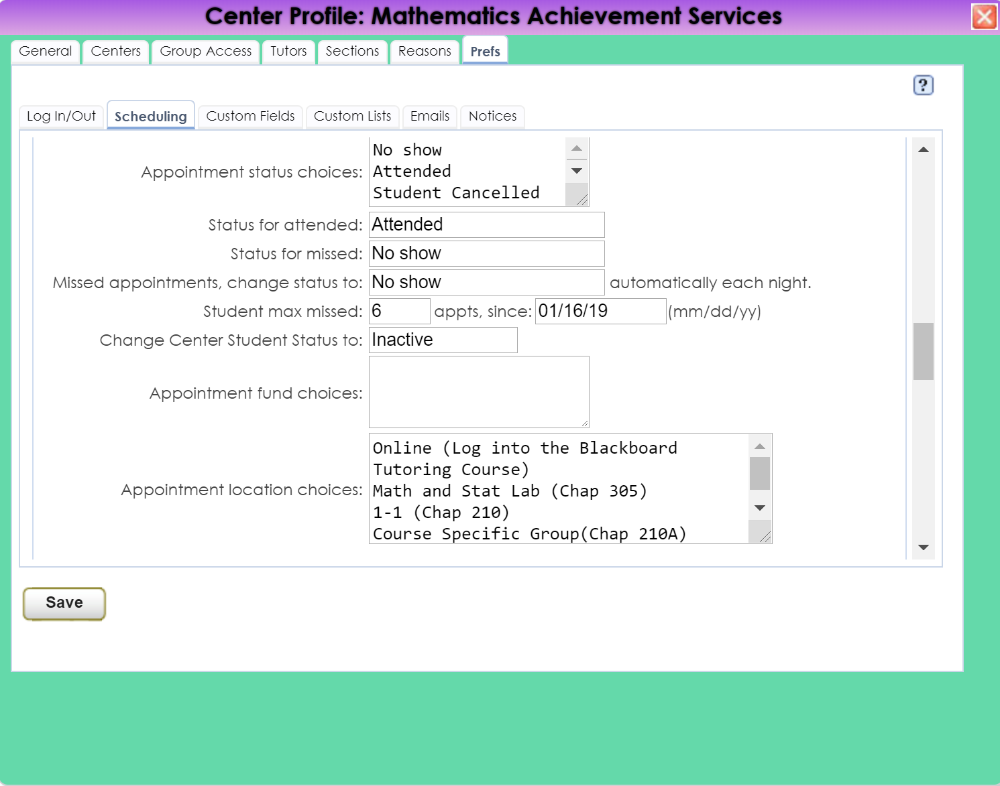 Center Profile: Mathematics Achievement Services
General Centers Group Access Tutors Sections Reasons Prefs
?
Log In/Out Scheduling Custom Fields Custom Lists Emails Notices
Appointment status choices:
No show
Attended
Student Cancelled
Status for attended: Attended
Status for missed: No show
Missed appointments, change status to: No show automatically each night.
Student max missed: 6 appts, since: 01/16/19 (mm/dd/yy)
Change Center Student Status to: Inactive
Appointment fund choices:
Appointment location choices:
Online (Log into the Blackboard
Tutoring Course)
Math and Stat Lab (Chap 305)
1-1 (Chap 210)
Course Specific Group(Chap 210A)
Save